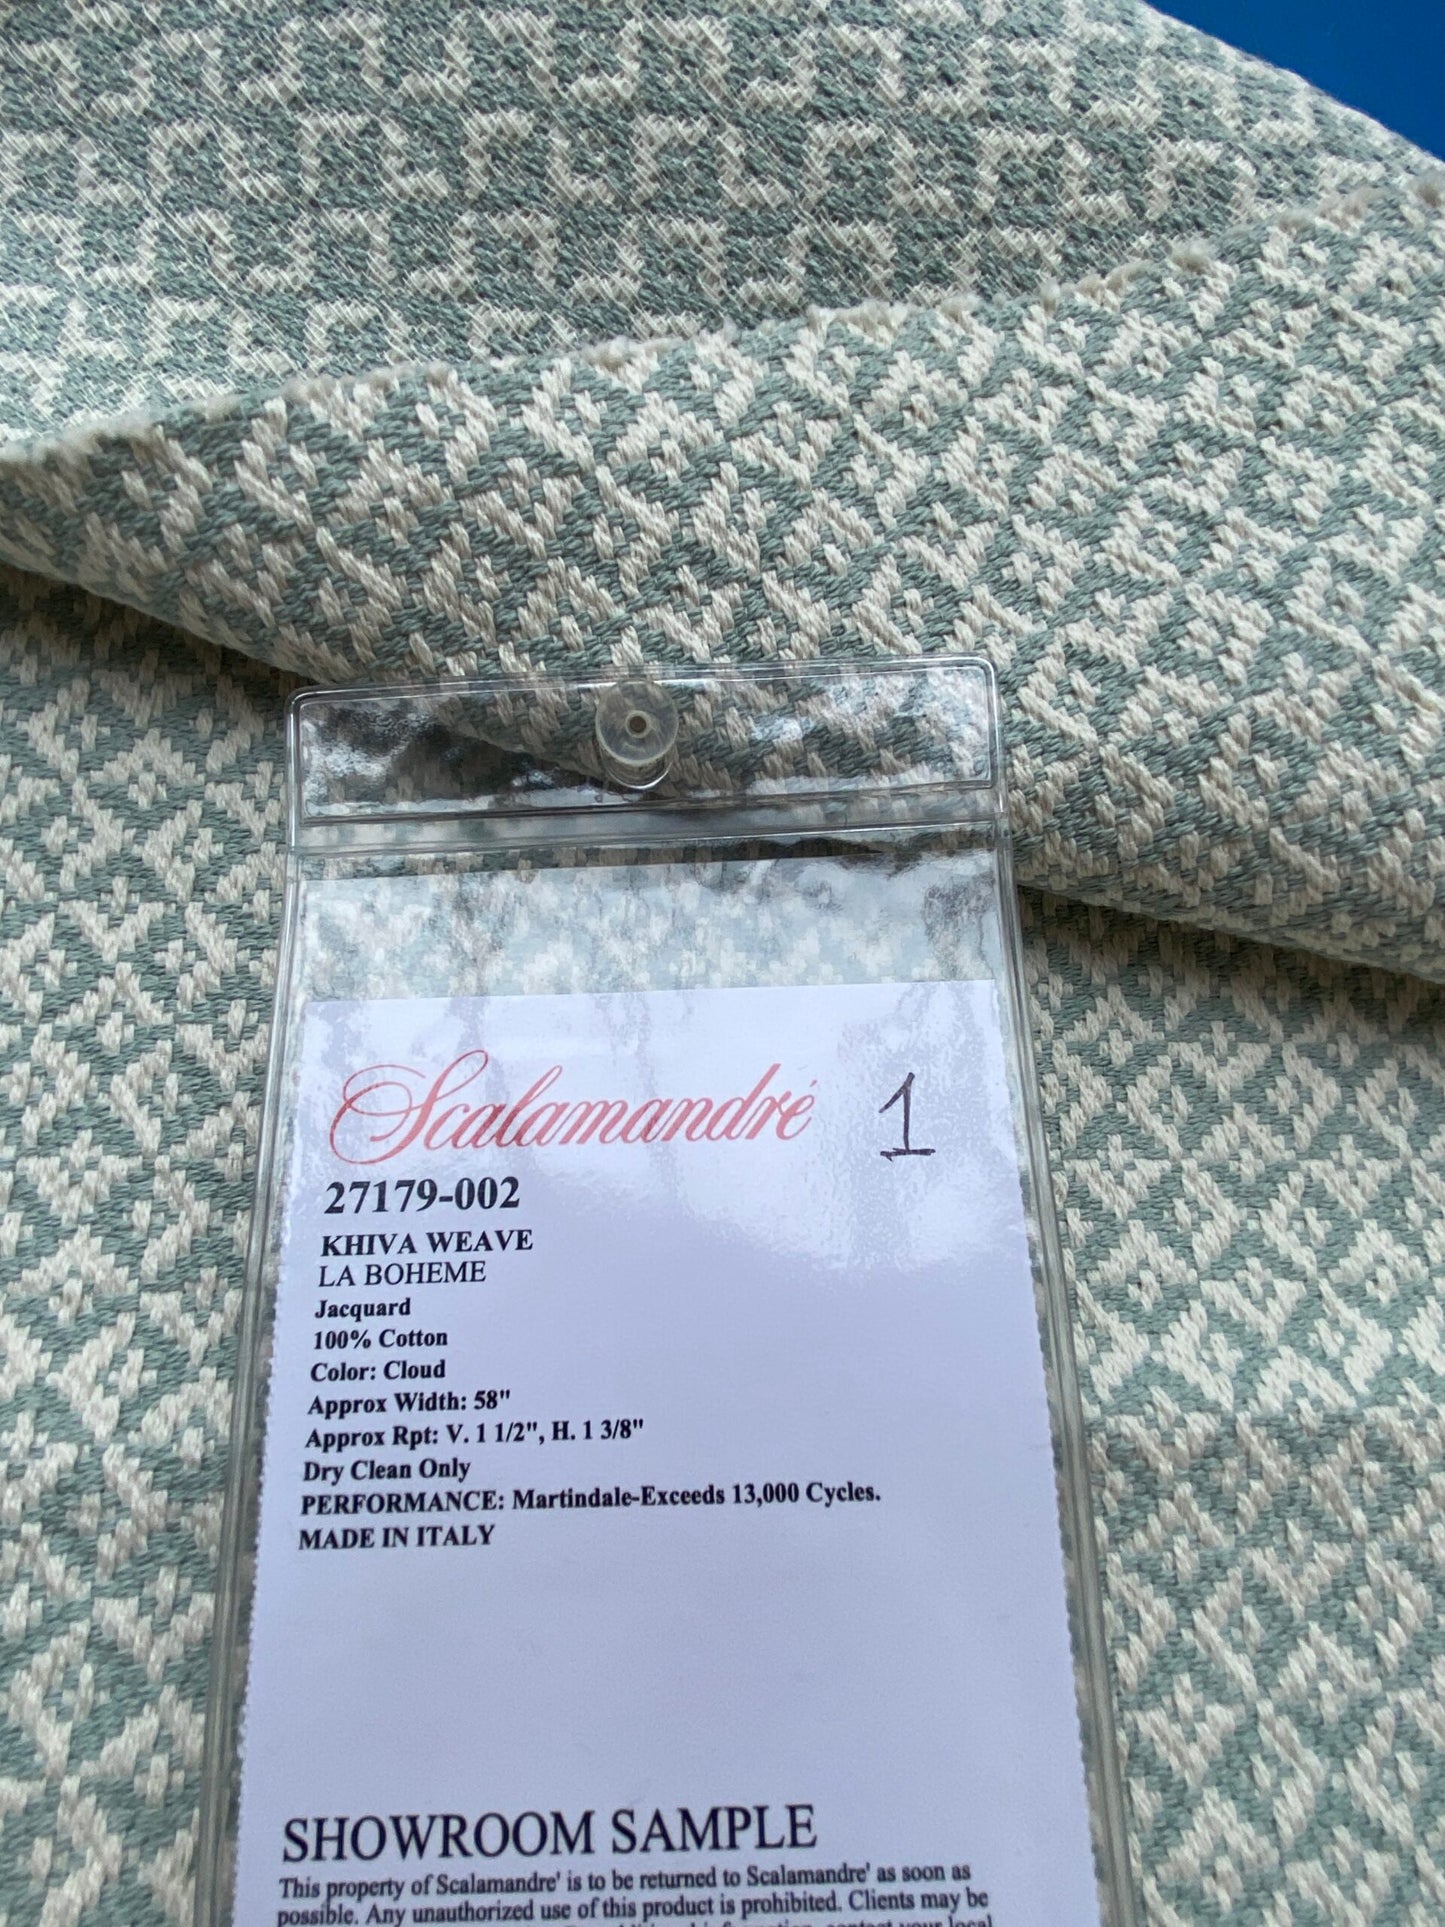 Scalamandré 1
27179-002
KHIVA WEAVE
LA BOHEME
Jacquard
100% Cotton
Color: Cloud
Approx Width: 58"
Approx Rpt: V. 1 1/2", H. 1 3/8"
Dry Clean Only
PERFORMANCE: Martindale-Exceeds 13,000 Cycles.
MADE IN ITALY
SHOWROOM SAMPLE
This property of Scalamandre' is to be returned to Scalamandre' as soon as
possible. Any unauthorized use of this product is prohibited. Clients may be
contact your local